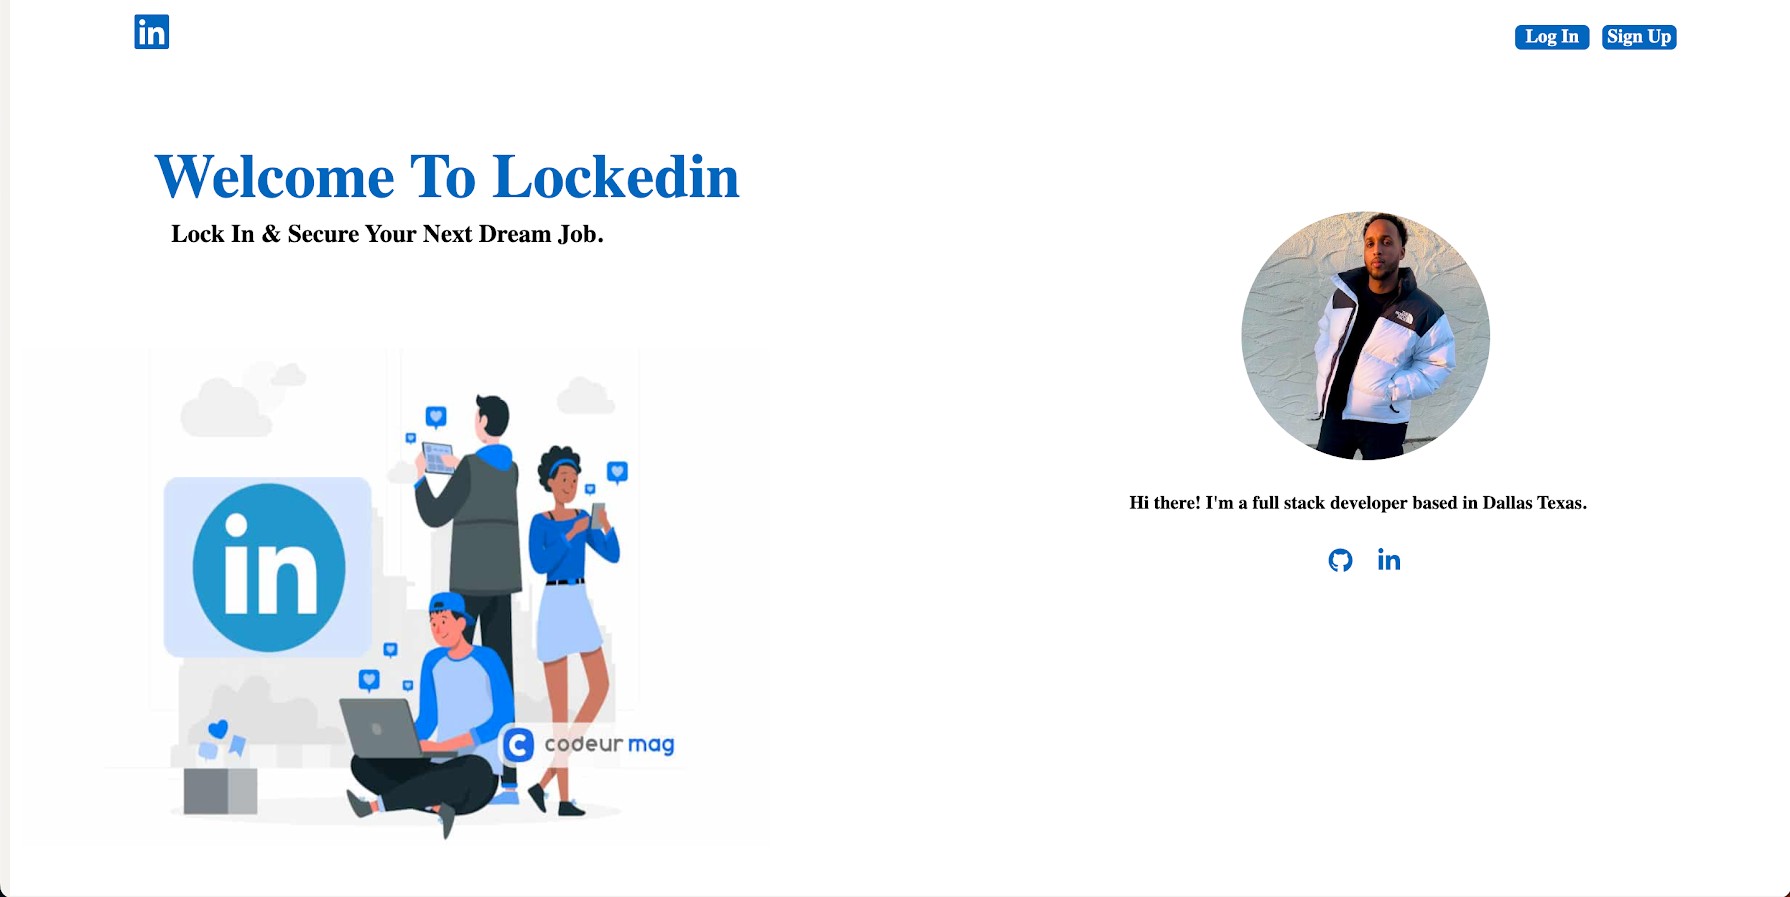 in
Log In
Sign Up
Welcome To Lockedin
Lock In & Secure Your Next Dream Job.
in
C codeur mag
Hi there! I'm a full stack developer based in Dallas Texas.
in